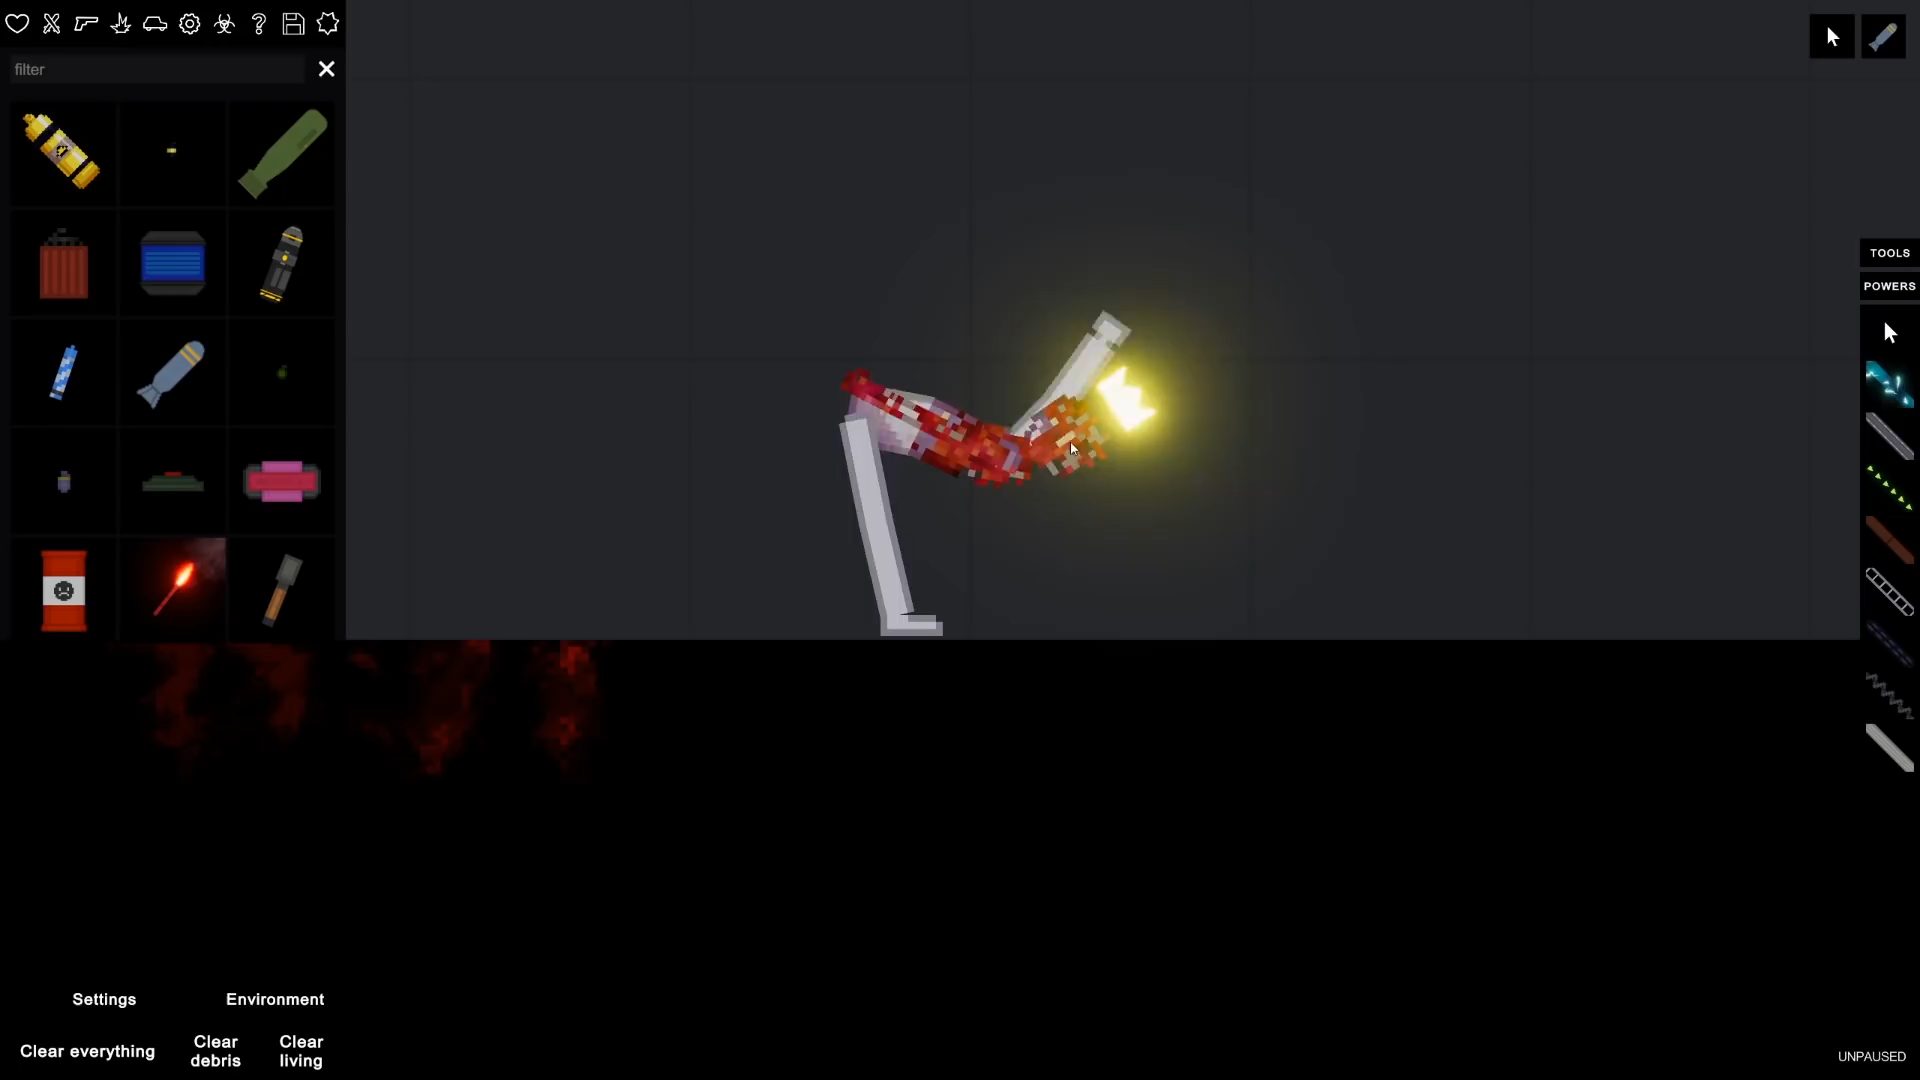 filter
TOOLS
POWERS
Settings
Environment
Clear everything
Clear
debris
Clear
living
UNPAUSED